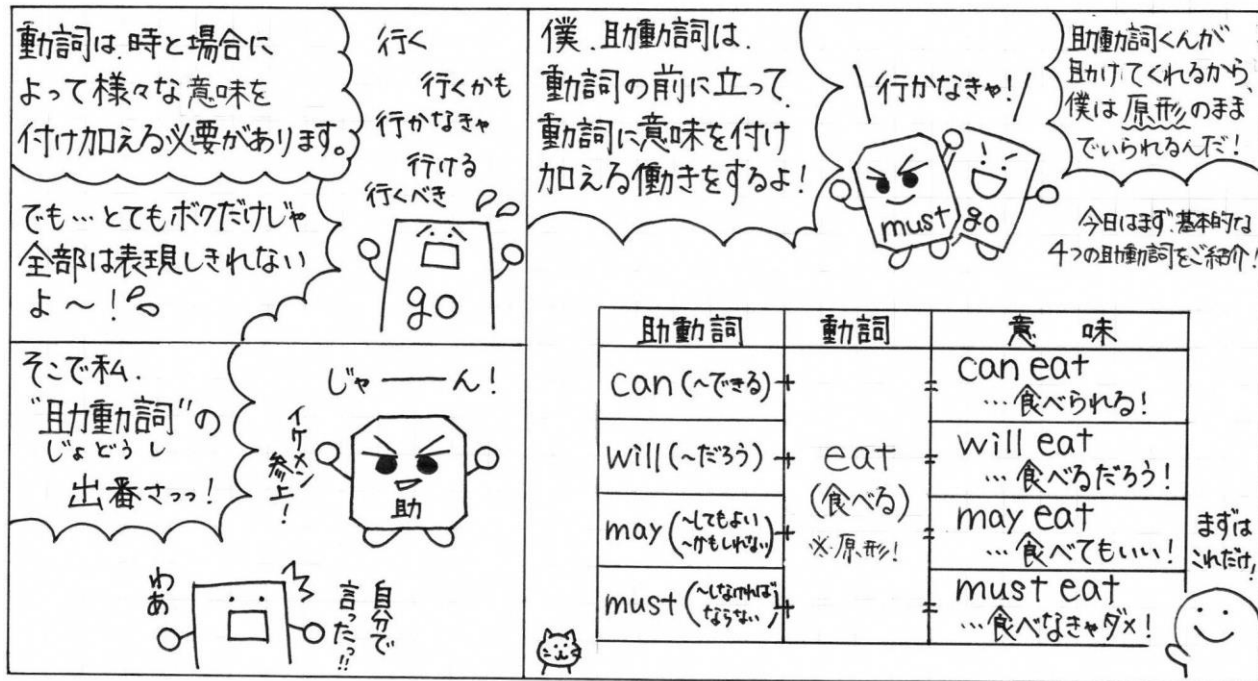 動詞は、時と場合に
よって様々な意味を
付け加える必要があります。
行く
行くかも
行かなきゃ
行ける
行くべき
でも…とてもボクだけじゃ
全部は表現しきれない
よ〜！
go
そこで私、
"助動詞"の
じょどうし
出番さっっ！
じゃーーん！
イケメン
参上！
助
わあ
自分で
言ったっ!!
僕、助動詞は、
動詞の前に立って、
動詞に意味を付け
加える働きをするよ！
行かなきゃ！
must
go
助動詞くんが
助けてくれるから、
僕は原形のまま
でいられるんだ！
今日はまず、基本的な
4つの助動詞をご紹介！
助動詞 動詞 意味
can (〜できる) + = can eat
…食べられる！
will (〜だろう) + = will eat
…食べるだろう！
eat
(食べる)
※原形！
may (〜してもよい 〜かもしれない) + = may eat
…食べてもいい！
must (〜しなければ ならない) + = must eat
…食べなきゃダメ！
まずは
これだけ！